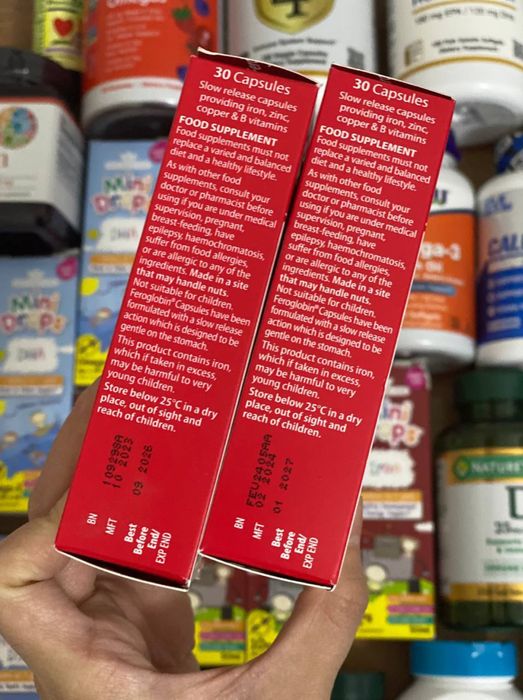 30 Capsules
Slow release capsules
providing iron, zinc,
copper & B vitamins
FOOD SUPPLEMENT
Food supplements must not
replace a varied and balanced
diet and a healthy lifestyle.
As with other food
supplements, consult your
doctor or pharmacist before
using if you are under medical
supervision, pregnant,
breast-feeding, have
epilepsy, haemochromatosis,
suffer from food allergies,
or are allergic to any of the
ingredients. Made in a site
that may handle nuts.
Not suitable for children.
Feroglobin® Capsules have been
formulated with a slow release
action which is designed to be
gentle on the stomach.
This product contains iron,
which if taken in excess,
may be harmful to very
young children.
Store below 25°C in a dry
place, out of sight and
reach of children.
BN 109298A
MFT 10 2023
Best
Before
End/
EXP END
09 2026
30 Capsules
Slow release capsules
providing iron, zinc,
copper & B vitamins
FOOD SUPPLEMENT
Food supplements must not
replace a varied and balanced
diet and a healthy lifestyle.
As with other food
supplements, consult your
doctor or pharmacist before
using if you are under medical
supervision, pregnant,
breast-feeding, have
epilepsy, haemochromatosis,
suffer from food allergies,
or are allergic to any of the
ingredients. Made in a site
that may handle nuts.
Not suitable for children.
Feroglobin® Capsules have been
formulated with a slow release
action which is designed to be
gentle on the stomach.
This product contains iron,
which if taken in excess,
may be harmful to very
young children.
Store below 25°C in a dry
place, out of sight and
reach of children.
BN FEV2405AA
MFT 02 2024
Best
Before
End/
EXP END
01 2027
Mini
Drops
DHA
Mini
Drops
DHA
NATURE'S